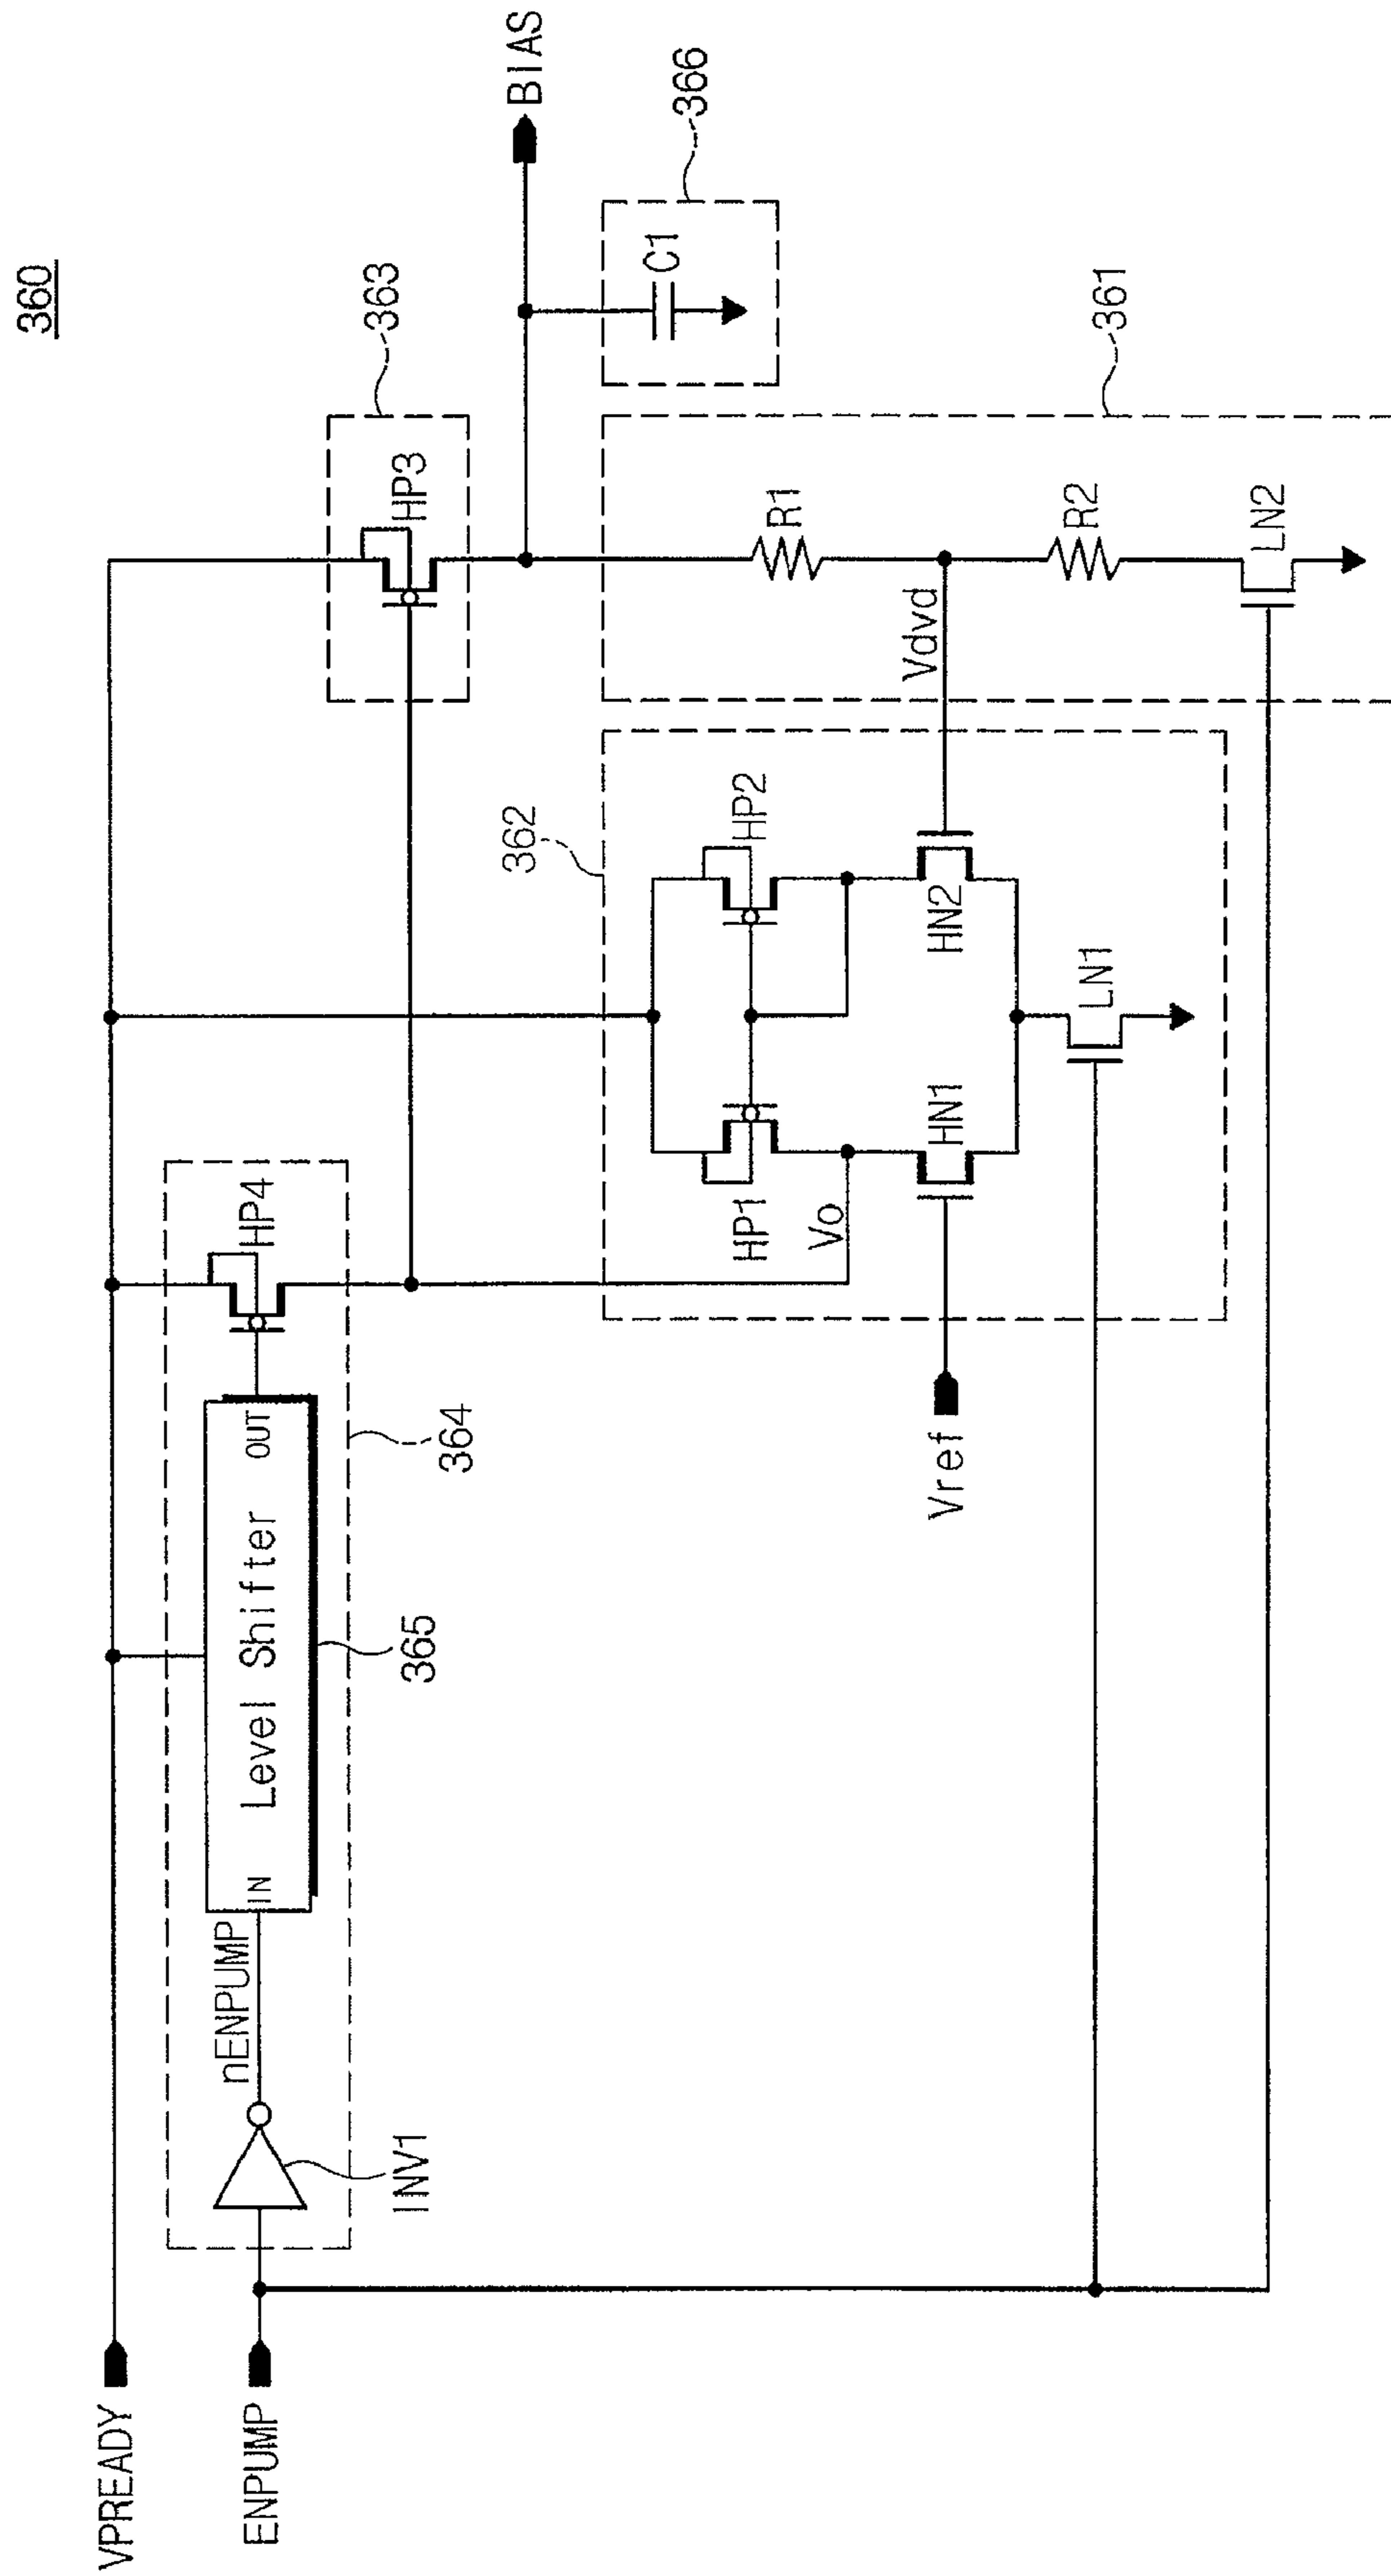 360
VPREADY
ENPUMP
INV1
nENPUMP
IN Level Shifter OUT
365
364
HP4
363
HP3
BIAS
366
C1
362
HP1
HP2
Vo
Vref
HN1
HN2
LN1
Vdvd
R1
R2
LN2
361